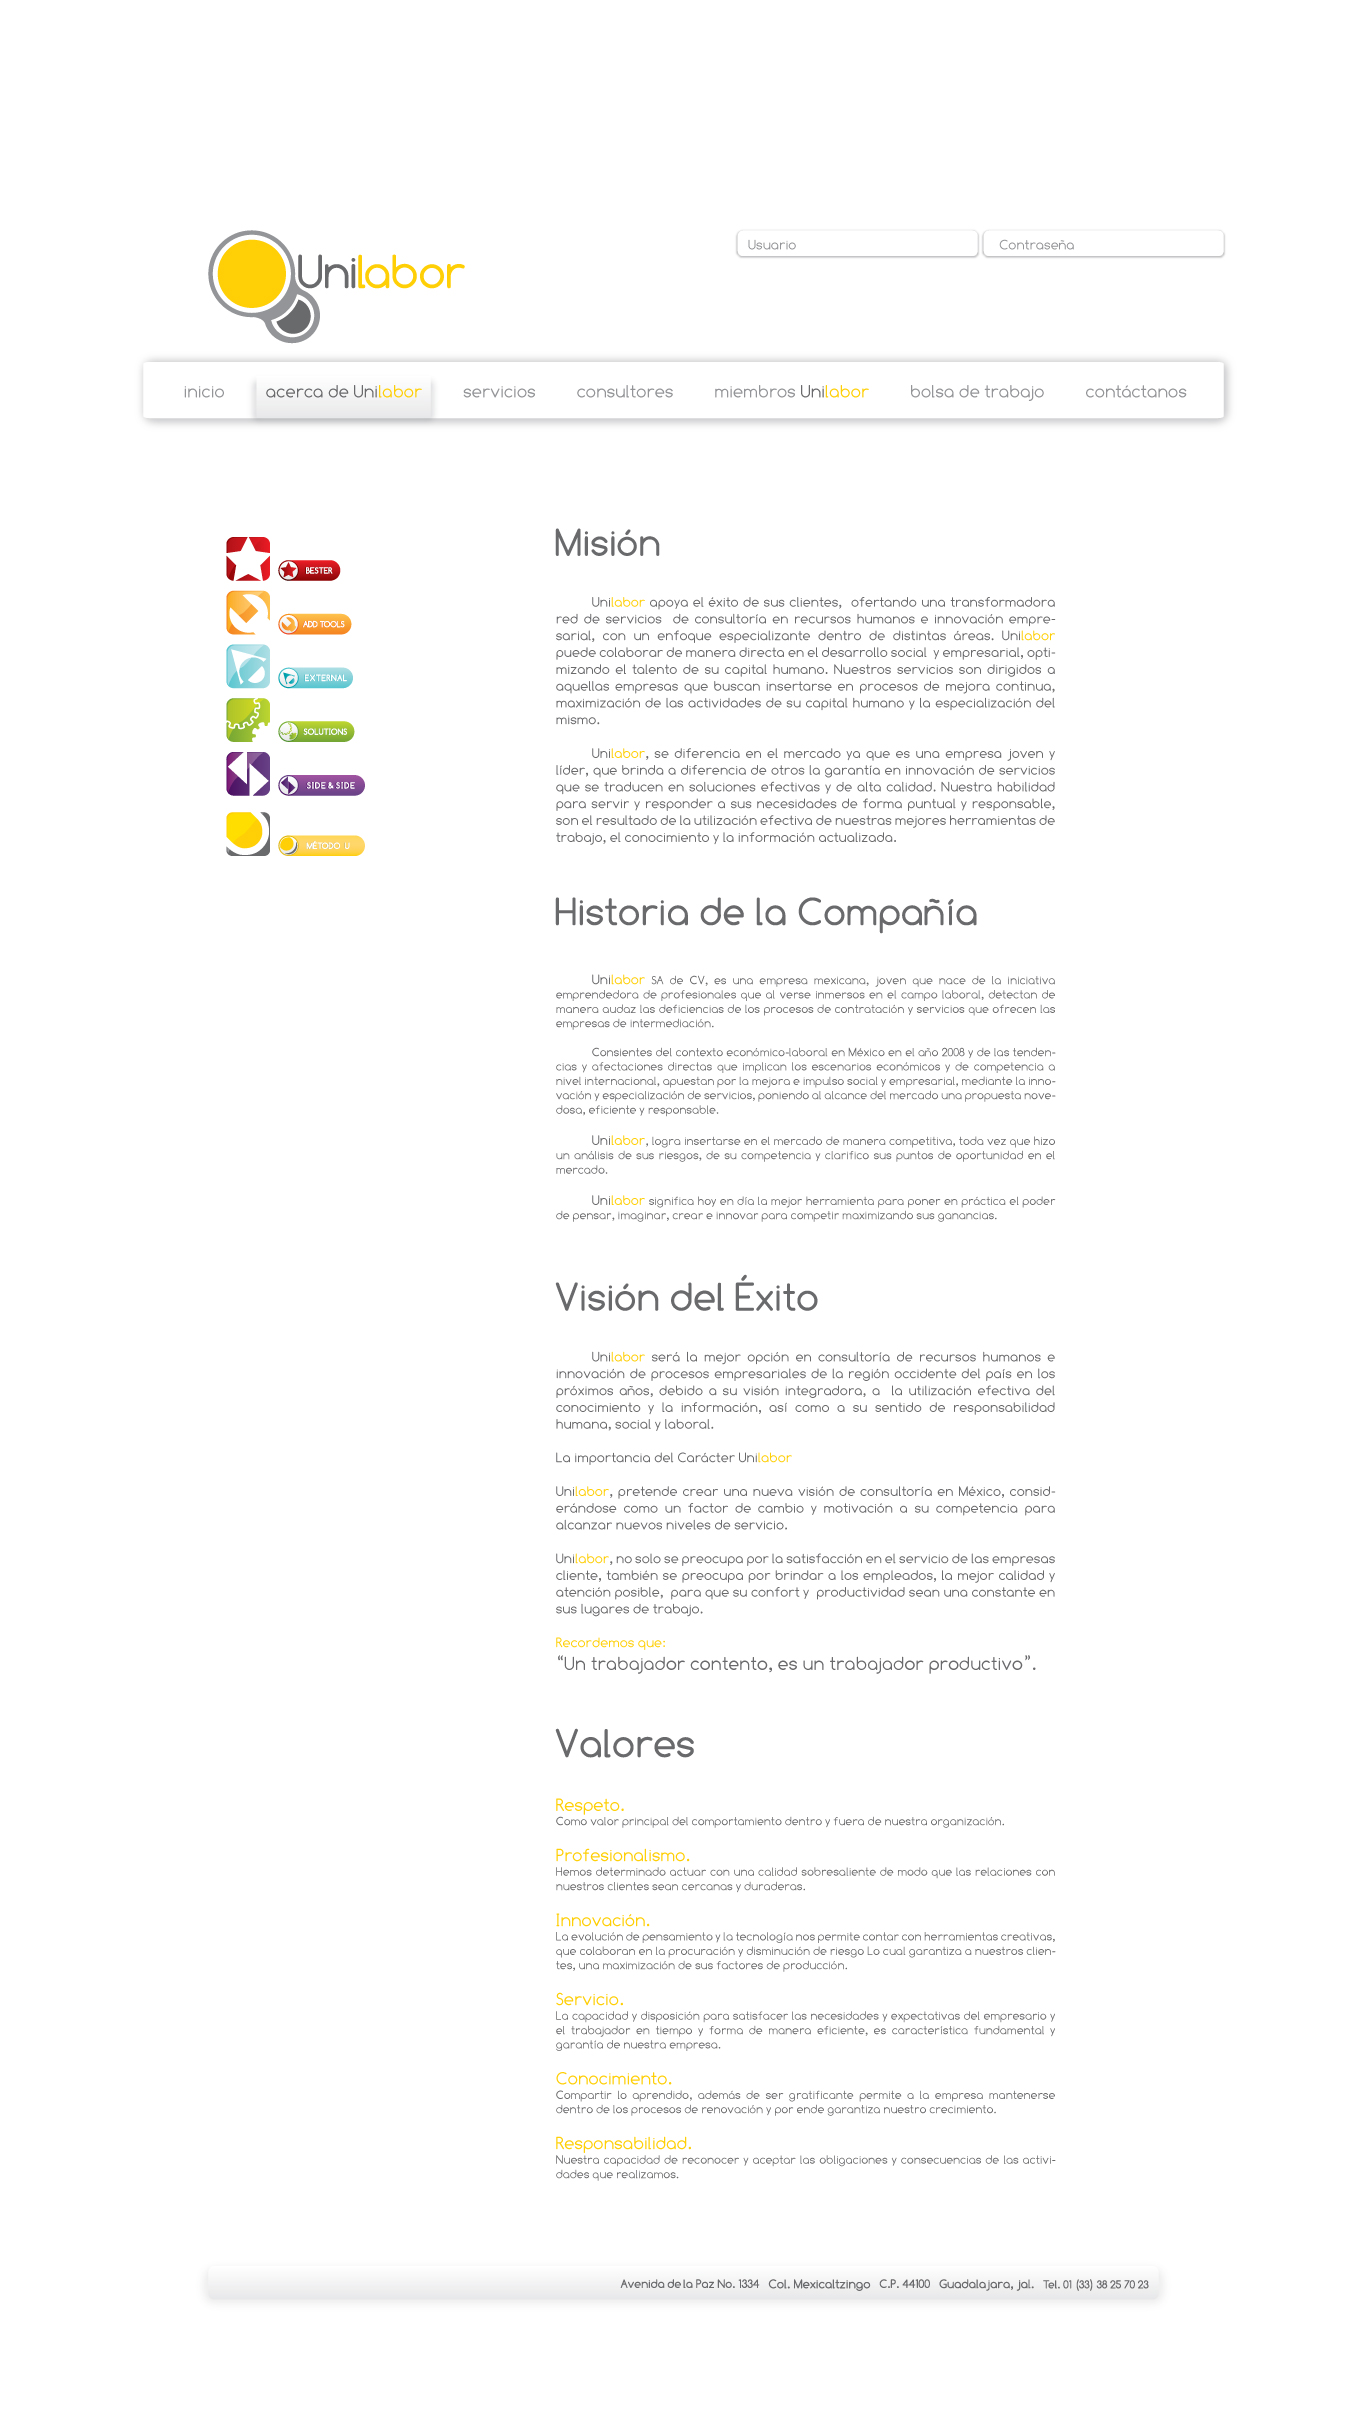 Unilabor
Usuario
Contraseña
inicio acerca de Unilabor servicios consultores miembros Unilabor bolsa de trabajo contáctanos
BESTER
ADD TOOLS
EXTERNAL
SOLUTIONS
SIDE & SIDE
MÉTODO U
Misión
Unilabor apoya el éxito de sus clientes, ofertando una transformadora
red de servicios de consultoría en recursos humanos e innovación empre-
sarial, con un enfoque especializante dentro de distintas áreas. Unilabor
puede colaborar de manera directa en el desarrollo social y empresarial, opti-
mizando el talento de su capital humano. Nuestros servicios son dirigidos a
aquellas empresas que buscan insertarse en procesos de mejora continua,
maximización de las actividades de su capital humano y la especialización del
mismo.
Unilabor, se diferencia en el mercado ya que es una empresa joven y
líder, que brinda a diferencia de otros la garantía en innovación de servicios
que se traducen en soluciones efectivas y de alta calidad. Nuestra habilidad
para servir y responder a sus necesidades de forma puntual y responsable,
son el resultado de la utilización efectiva de nuestras mejores herramientas de
trabajo, el conocimiento y la información actualizada.
Historia de la Compañía
Unilabor SA de CV, es una empresa mexicana, joven que nace de la iniciativa
emprendedora de profesionales que al verse inmersos en el campo laboral, detectan de
manera audaz las deficiencias de los procesos de contratación y servicios que ofrecen las
empresas de intermediación.
Consientes del contexto económico-laboral en México en el año 2008 y de las tenden-
cias y afectaciones directas que implican los escenarios económicos y de competencia a
nivel internacional, apuestan por la mejora e impulso social y empresarial, mediante la inno-
vación y especialización de servicios, poniendo al alcance del mercado una propuesta nove-
dosa, eficiente y responsable.
Unilabor, logra insertarse en el mercado de manera competitiva, toda vez que hizo
un análisis de sus riesgos, de su competencia y clarifico sus puntos de oportunidad en el
mercado.
Unilabor significa hoy en día la mejor herramienta para poner en práctica el poder
de pensar, imaginar, crear e innovar para competir maximizando sus ganancias.
Visión del Éxito
Unilabor será la mejor opción en consultoría de recursos humanos e
innovación de procesos empresariales de la región occidente del país en los
próximos años, debido a su visión integradora, a la utilización efectiva del
conocimiento y la información, así como a su sentido de responsabilidad
humana, social y laboral.
La importancia del Carácter Unilabor
Unilabor, pretende crear una nueva visión de consultoría en México, consid-
erándose como un factor de cambio y motivación a su competencia para
alcanzar nuevos niveles de servicio.
Unilabor, no solo se preocupa por la satisfacción en el servicio de las empresas
cliente, también se preocupa por brindar a los empleados, la mejor calidad y
atención posible, para que su confort y productividad sean una constante en
sus lugares de trabajo.
Recordemos que:
“Un trabajador contento, es un trabajador productivo”.
Valores
Respeto.
Como valor principal del comportamiento dentro y fuera de nuestra organización.
Profesionalismo.
Hemos determinado actuar con una calidad sobresaliente de modo que las relaciones con
nuestros clientes sean cercanas y duraderas.
Innovación.
La evolución de pensamiento y la tecnología nos permite contar con herramientas creativas,
que colaboran en la procuración y disminución de riesgo Lo cual garantiza a nuestros clien-
tes, una maximización de sus factores de producción.
Servicio.
La capacidad y disposición para satisfacer las necesidades y expectativas del empresario y
el trabajador en tiempo y forma de manera eficiente, es característica fundamental y
garantía de nuestra empresa.
Conocimiento.
Compartir lo aprendido, además de ser gratificante permite a la empresa mantenerse
dentro de los procesos de renovación y por ende garantiza nuestro crecimiento.
Responsabilidad.
Nuestra capacidad de reconocer y aceptar las obligaciones y consecuencias de las activi-
dades que realizamos.
Avenida de la Paz No. 1334 Col. Mexicaltzingo C.P. 44100 Guadalajara, jal. Tel. 01 (33) 38 25 70 23